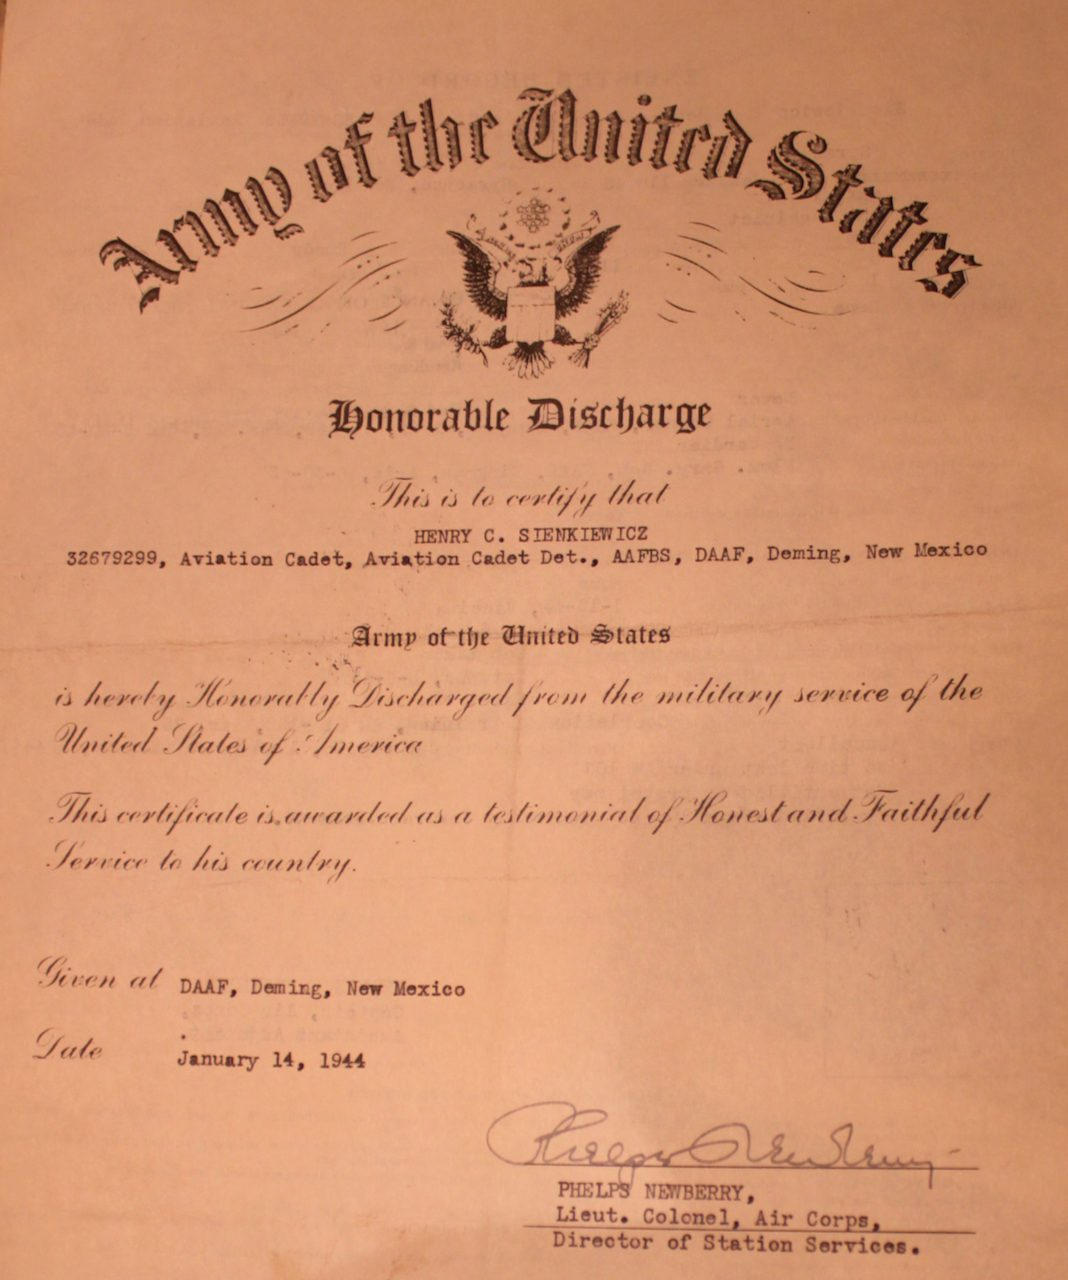 Army of the United States
Honorable Discharge
This is to certify that
HENRY C. SIENKIEWICZ
32679299, Aviation Cadet, Aviation Cadet Det., AAFBS, DAAF, Deming, New Mexico
Army of the United States
is hereby Honorably Discharged from the military service of the
United States of America
This certificate is awarded as a testimonial of Honest and Faithful
Service to his country.
Given at DAAF, Deming, New Mexico
Date January 14, 1944
Phelps Newberry
PHELPS NEWBERRY,
Lieut. Colonel, Air Corps,
Director of Station Services.